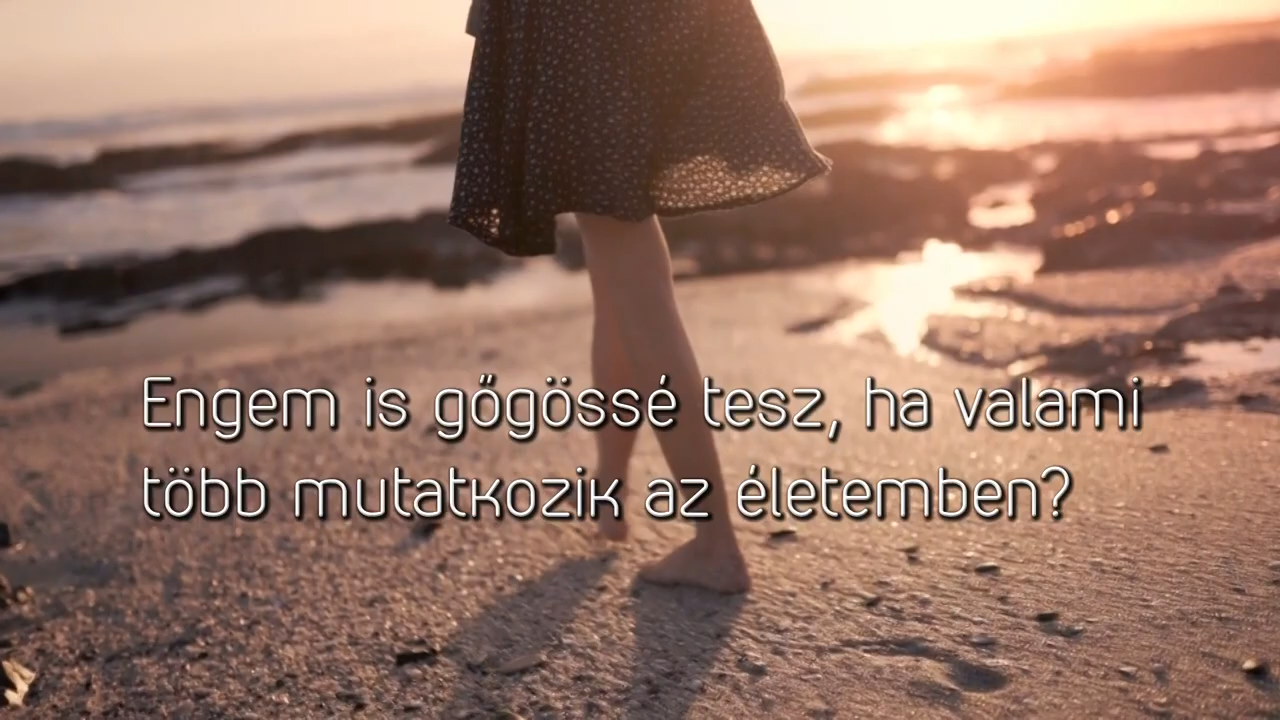 Engem is gőgössé tesz, ha valami
több mutatkozik az életemben?